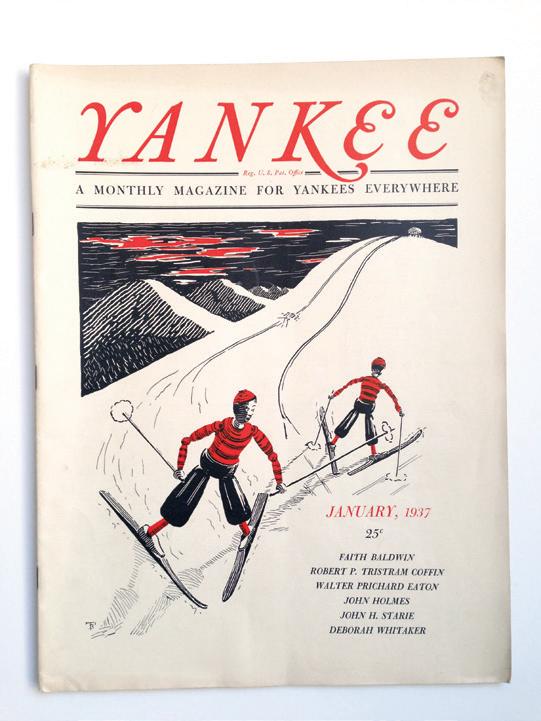 YANKEE
Reg. U. S. Pat. Office
A MONTHLY MAGAZINE FOR YANKEES EVERYWHERE
JANUARY, 1937
25¢
FAITH BALDWIN
ROBERT P. TRISTRAM COFFIN
WALTER PRICHARD EATON
JOHN HOLMES
JOHN H. STARIE
DEBORAH WHITAKER